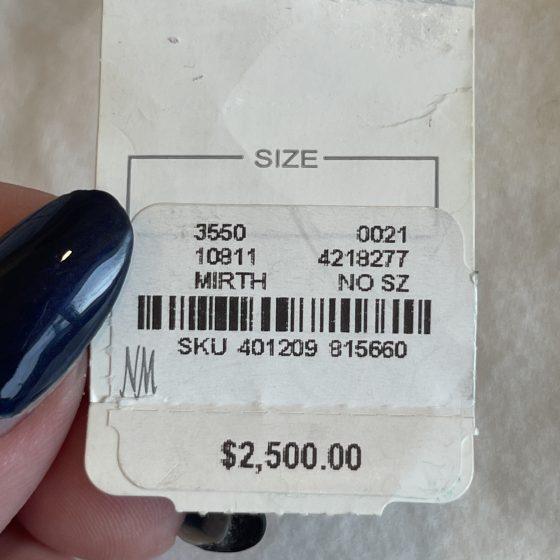 SIZE
3550 0021
10811 4218277
MIRTH NO SZ
SKU 401209 815660
NM
$2,500.00